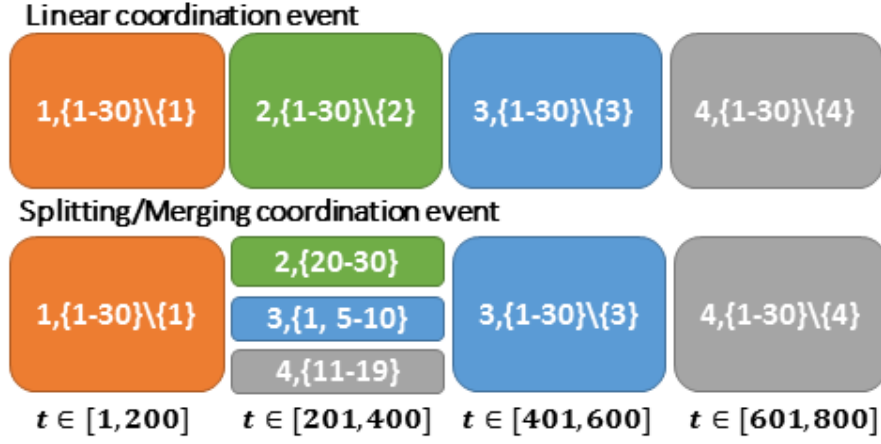 Linear coordination event
1,{1-30}\{1} 2,{1-30}\{2} 3,{1-30}\{3} 4,{1-30}\{4}
Splitting/Merging coordination event
1,{1-30}\{1} 2,{20-30} 3,{1-30}\{3} 4,{1-30}\{4}
3,{1, 5-10}
4,{11-19}
t ∈ [1,200] t ∈ [201,400] t ∈ [401,600] t ∈ [601,800]